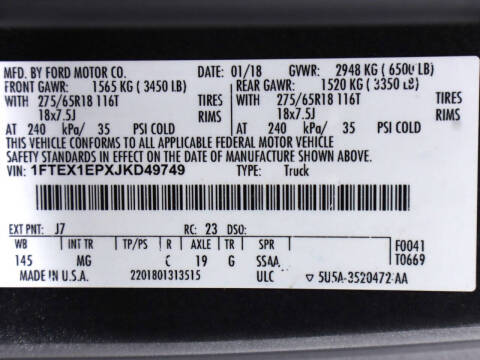 MFD. BY FORD MOTOR CO. DATE: 01/18 GVWR: 2948 KG (6500 LB)
FRONT GAWR: 1565 KG (3450 LB) REAR GAWR: 1520 KG (3350 LB)
WITH 275/65R18 116T TIRES WITH 275/65R18 116T TIRES
18x7.5J RIMS 18x7.5J RIMS
AT 240 kPa/ 35 PSI COLD AT 240 kPa/ 35 PSI COLD
THIS VEHICLE CONFORMS TO ALL APPLICABLE FEDERAL MOTOR VEHICLE
SAFETY STANDARDS IN EFFECT ON THE DATE OF MANUFACTURE SHOWN ABOVE.
VIN: 1FTEX1EPXJKD49749 TYPE: Truck
EXT PNT: J7 RC: 23 DSO:
WB INT TR TP/PS R AXLE TR SPR F0041
145 MG C 19 G SSAA T0669
MADE IN U.S.A. 2201801313515 ULC ▽ 5U5A-3520472 AA